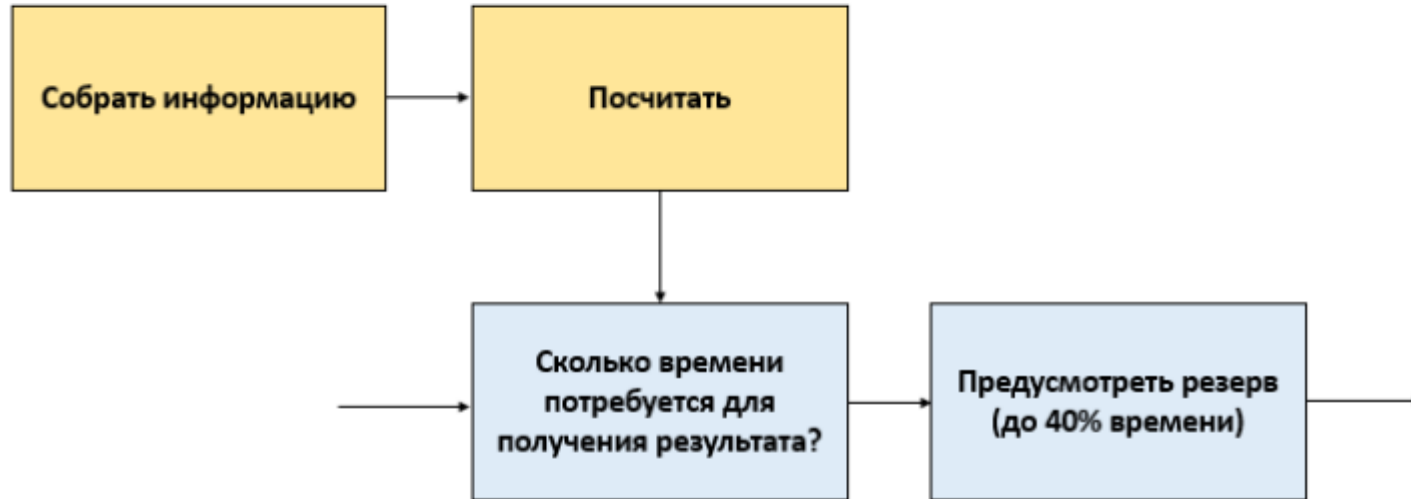 Собрать информацию
Посчитать
Сколько времени
потребуется для
получения результата?
Предусмотреть резерв
(до 40% времени)